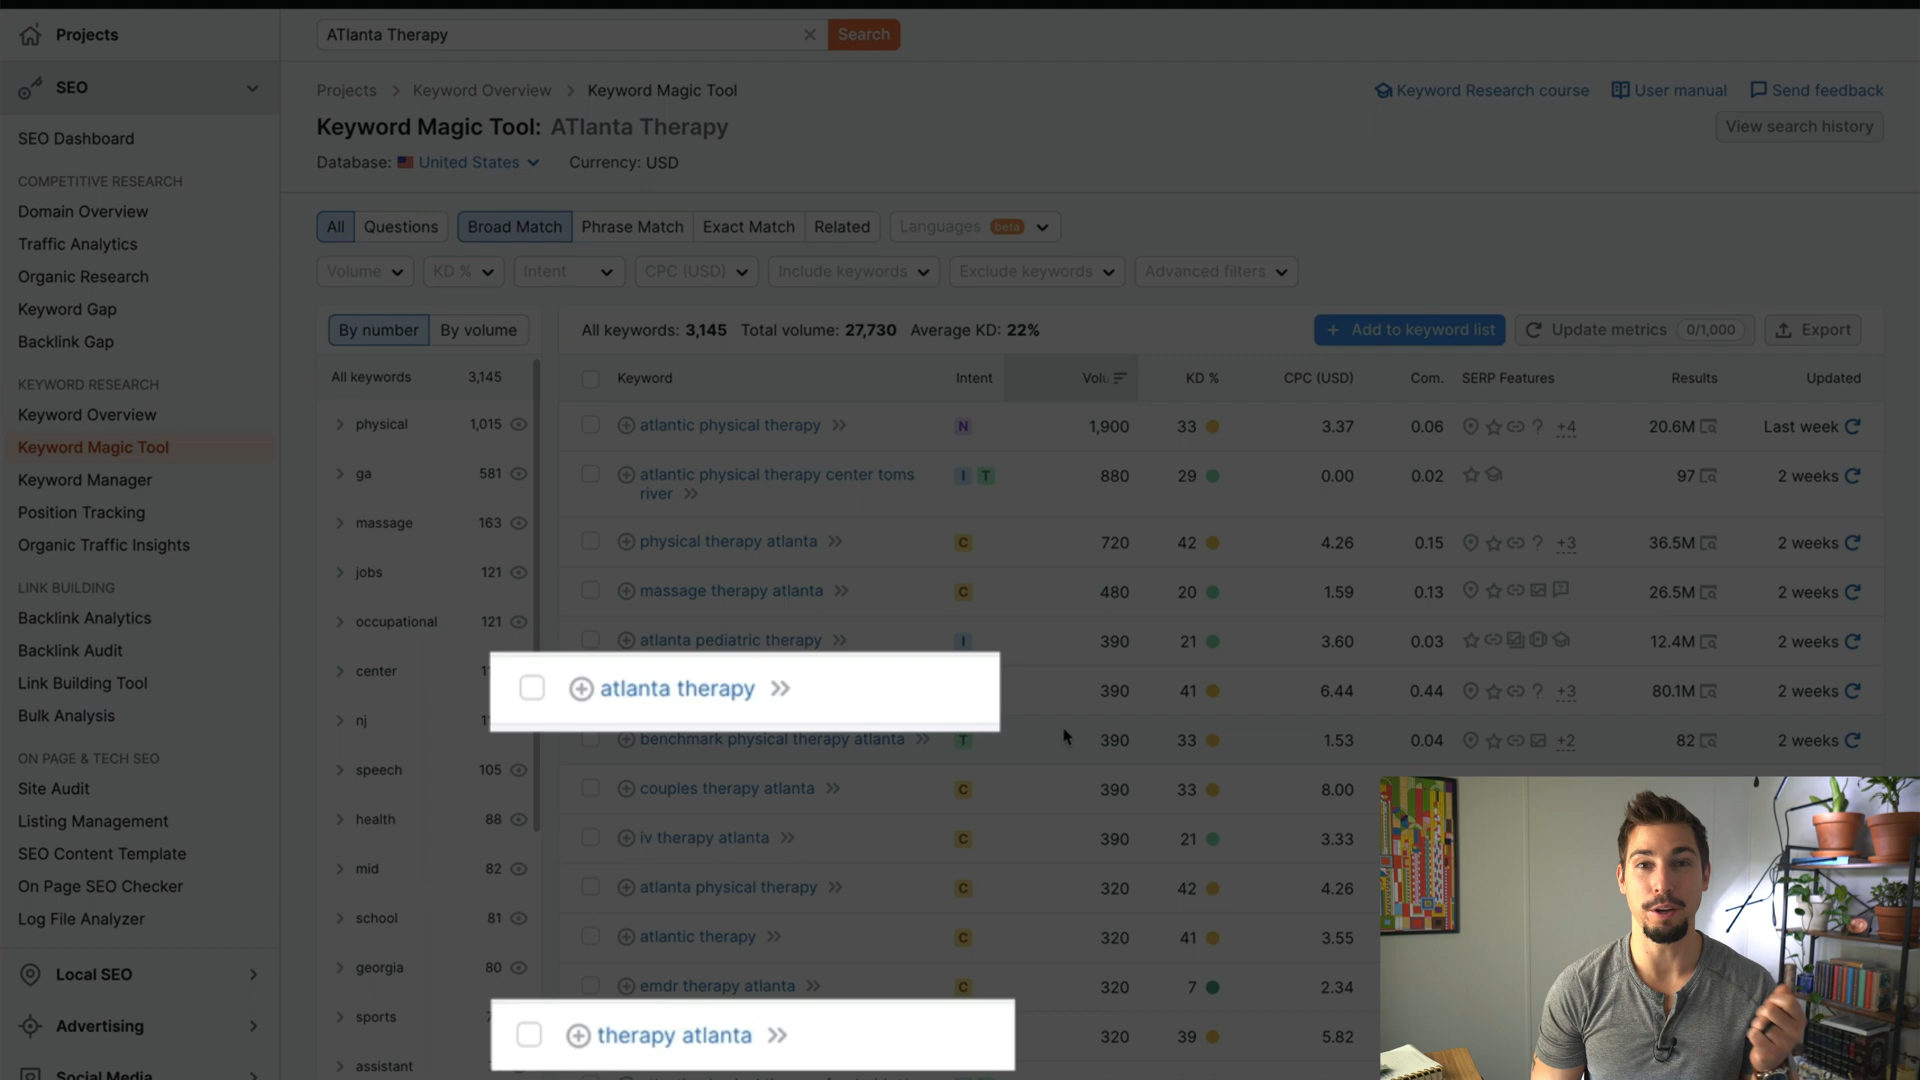 Projects
ATlanta Therapy
Search
SEO
Projects > Keyword Overview > Keyword Magic Tool
Keyword Research course
User manual
Send feedback
Keyword Magic Tool: ATlanta Therapy
View search history
Database: United States Currency: USD
SEO Dashboard
COMPETITIVE RESEARCH
Domain Overview
Traffic Analytics
Organic Research
Keyword Gap
Backlink Gap
KEYWORD RESEARCH
Keyword Overview
Keyword Magic Tool
Keyword Manager
Position Tracking
Organic Traffic Insights
LINK BUILDING
Backlink Analytics
Backlink Audit
Link Building Tool
Bulk Analysis
ON PAGE & TECH SEO
Site Audit
Listing Management
SEO Content Template
On Page SEO Checker
Log File Analyzer
Local SEO
Advertising
Social Media
All Questions Broad Match Phrase Match Exact Match Related Languages beta
Volume KD % Intent CPC (USD) Include keywords Exclude keywords Advanced filters
By number By volume
All keywords 3,145
physical 1,015
ga 581
massage 163
jobs 121
occupational 121
center
nj
speech 105
health 88
mid 82
school 81
georgia 80
sports
assistant
All keywords: 3,145 Total volume: 27,730 Average KD: 22%
+ Add to keyword list Update metrics 0/1,000 Export
Keyword Intent Volu KD % CPC (USD) Com. SERP Features Results Updated
atlantic physical therapy N 1,900 33 3.37 0.06 +4 20.6M Last week
atlantic physical therapy center toms river I T 880 29 0.00 0.02 97 2 weeks
physical therapy atlanta C 720 42 4.26 0.15 +3 36.5M 2 weeks
massage therapy atlanta C 480 20 1.59 0.13 26.5M 2 weeks
atlanta pediatric therapy I 390 21 3.60 0.03 12.4M 2 weeks
atlanta therapy 390 41 6.44 0.44 +3 80.1M 2 weeks
benchmark physical therapy atlanta T 390 33 1.53 0.04 +2 82 2 weeks
couples therapy atlanta C 390 33 8.00
iv therapy atlanta C 390 21 3.33
atlanta physical therapy C 320 42 4.26
atlantic therapy C 320 41 3.55
emdr therapy atlanta C 320 7 2.34
therapy atlanta 320 39 5.82